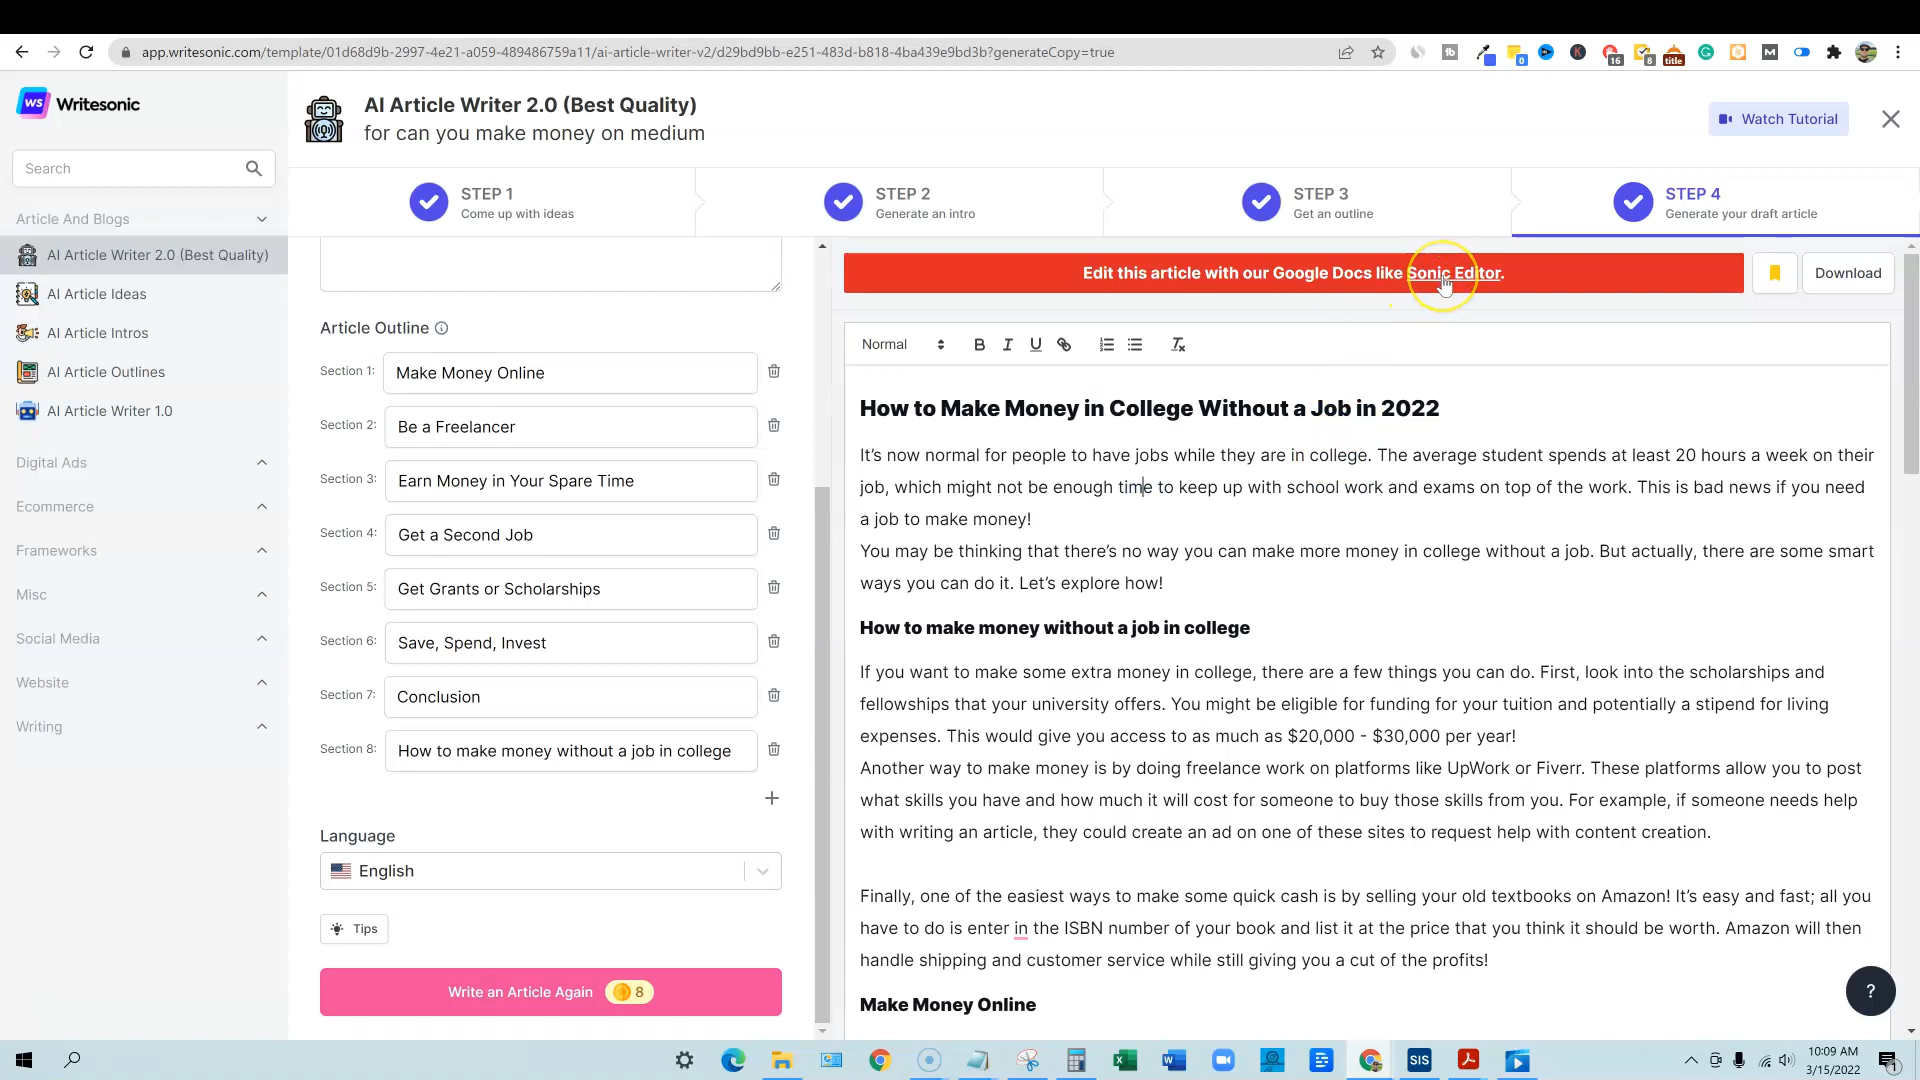 app.writesonic.com/template/01d68d9b-2997-4e21-a059-489486759a11/ai-article-writer-v2/d29bd9bb-e251-483d-b818-4ba439e9bd3b?generateCopy=true
WS Writesonic
AI Article Writer 2.0 (Best Quality)
for can you make money on medium
Watch Tutorial
Search
STEP 1
Come up with ideas
STEP 2
Generate an intro
STEP 3
Get an outline
STEP 4
Generate your draft article
Article And Blogs
AI Article Writer 2.0 (Best Quality)
AI Article Ideas
AI Article Intros
AI Article Outlines
AI Article Writer 1.0
Digital Ads
Ecommerce
Frameworks
Misc
Social Media
Website
Writing
Article Outline
Section 1: Make Money Online
Section 2: Be a Freelancer
Section 3: Earn Money in Your Spare Time
Section 4: Get a Second Job
Section 5: Get Grants or Scholarships
Section 6: Save, Spend, Invest
Section 7: Conclusion
Section 8: How to make money without a job in college
Language
English
Tips
Write an Article Again 8
Edit this article with our Google Docs like Sonic Editor.
Download
Normal
How to Make Money in College Without a Job in 2022
It's now normal for people to have jobs while they are in college. The average student spends at least 20 hours a week on their
job, which might not be enough time to keep up with school work and exams on top of the work. This is bad news if you need
a job to make money!
You may be thinking that there's no way you can make more money in college without a job. But actually, there are some smart
ways you can do it. Let's explore how!
How to make money without a job in college
If you want to make some extra money in college, there are a few things you can do. First, look into the scholarships and
fellowships that your university offers. You might be eligible for funding for your tuition and potentially a stipend for living
expenses. This would give you access to as much as $20,000 - $30,000 per year!
Another way to make money is by doing freelance work on platforms like UpWork or Fiverr. These platforms allow you to post
what skills you have and how much it will cost for someone to buy those skills from you. For example, if someone needs help
with writing an article, they could create an ad on one of these sites to request help with content creation.
Finally, one of the easiest ways to make some quick cash is by selling your old textbooks on Amazon! It's easy and fast; all you
have to do is enter in the ISBN number of your book and list it at the price that you think it should be worth. Amazon will then
handle shipping and customer service while still giving you a cut of the profits!
Make Money Online
?
SIS
10:09 AM
3/15/2022